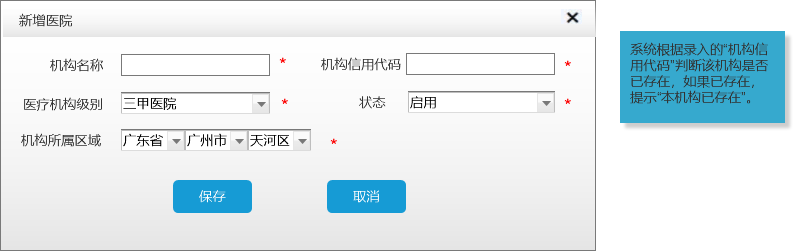 新增医院
机构名称 * 机构信用代码 *
医疗机构级别 三甲医院 * 状态 启用 *
机构所属区域 广东省 广州市 天河区 *
保存 取消
系统根据录入的“机构信
用代码”判断该机构是否
已存在，如果已存在，
提示“本机构已存在”。